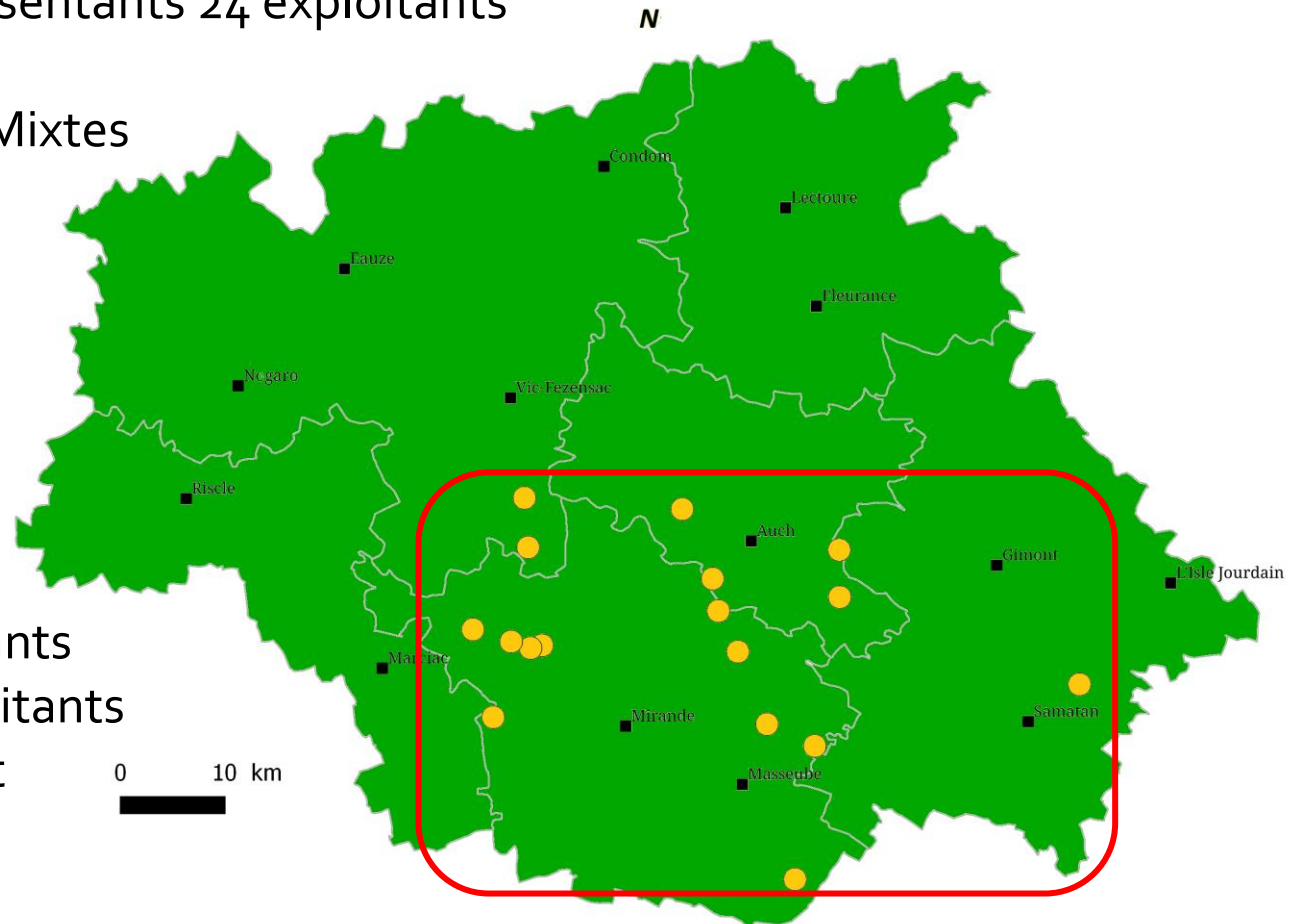 sentants 24 exploitants
N
Mixtes
Condom
Lectoure
Eauze
Fleurance
Nogaro
Vic-Fezensac
Riscle
Auch
Gimont
L'Isle Jourdain
nts
Marciac
itants
Samatan
Mirande
t
0 10 km
Masseube